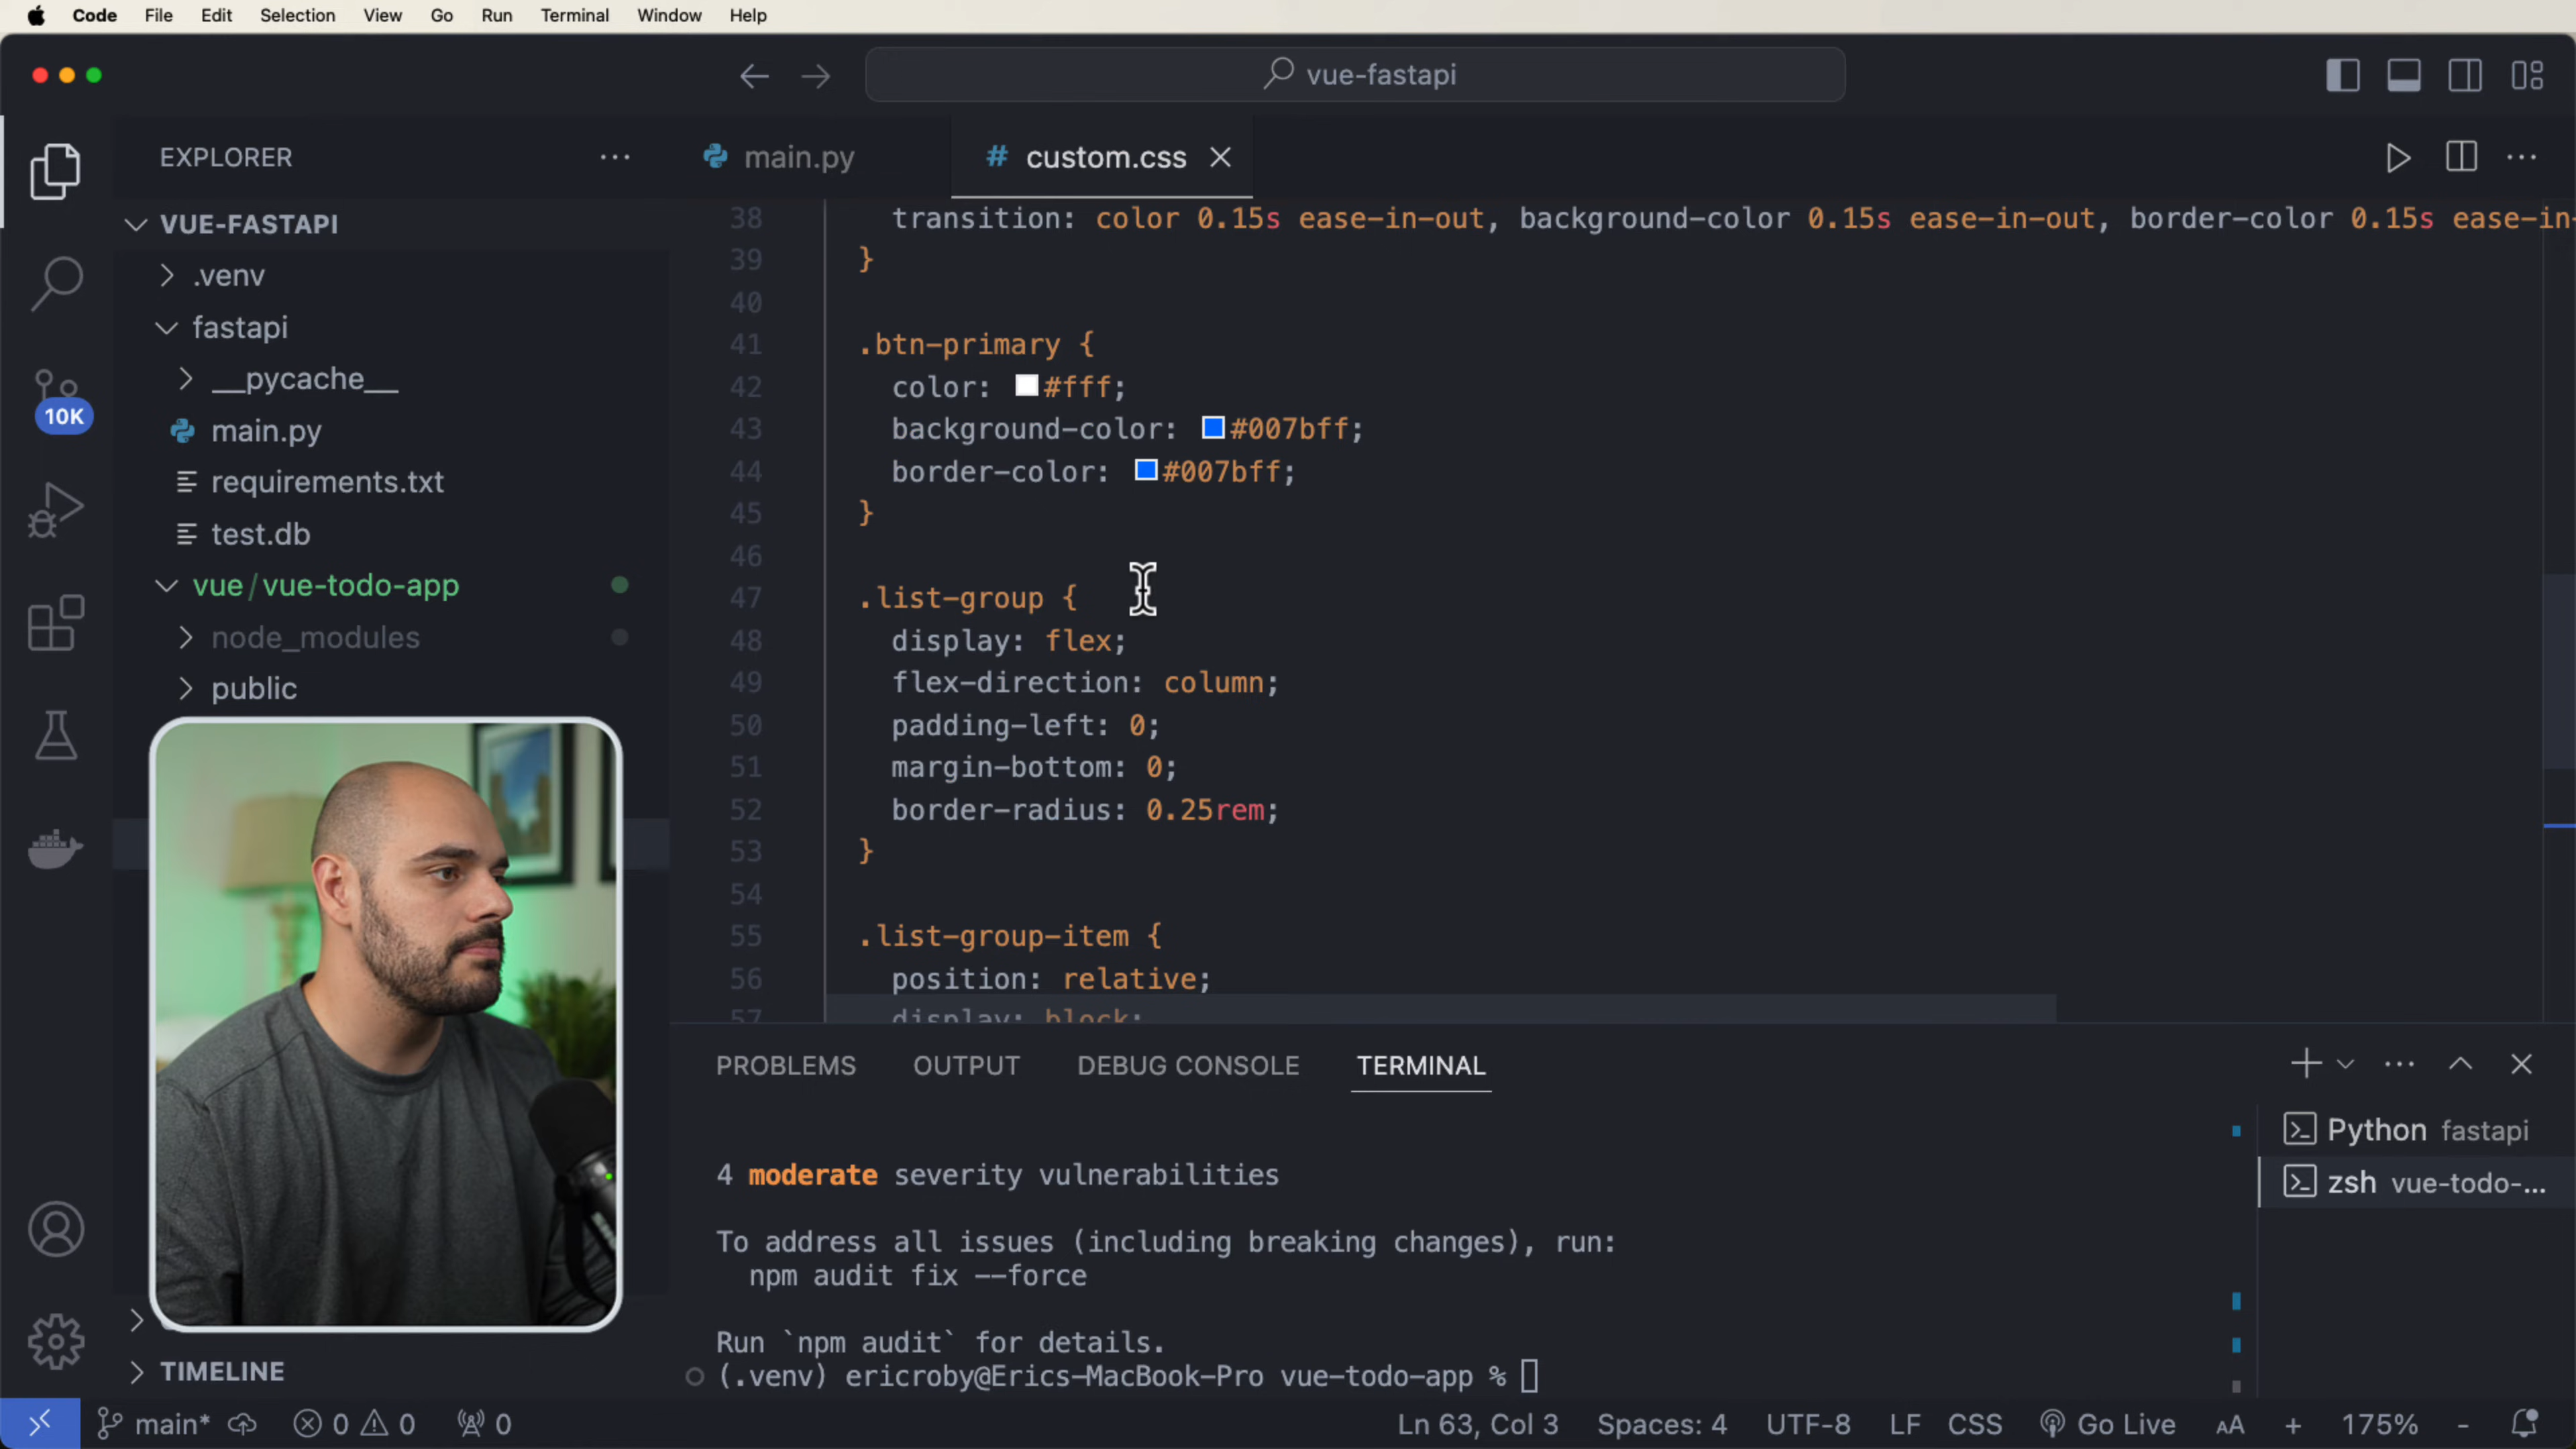 Code File Edit Selection View Go Run Terminal Window Help
vue-fastapi
EXPLORER
main.py
custom.css
VUE-FASTAPI
.venv
fastapi
__pycache__
main.py
requirements.txt
test.db
vue/vue-todo-app
node_modules
public
10K
TIMELINE
38 transition: color 0.15s ease-in-out, background-color 0.15s ease-in-out, border-color 0.15s ease-in-
39 }
40
41 .btn-primary {
42 color: #fff;
43 background-color: #007bff;
44 border-color: #007bff;
45 }
46
47 .list-group {
48 display: flex;
49 flex-direction: column;
50 padding-left: 0;
51 margin-bottom: 0;
52 border-radius: 0.25rem;
53 }
54
55 .list-group-item {
56 position: relative;
57 display: block;
PROBLEMS OUTPUT DEBUG CONSOLE TERMINAL
4 moderate severity vulnerabilities
To address all issues (including breaking changes), run:
npm audit fix --force
Run `npm audit` for details.
(.venv) ericroby@Erics-MacBook-Pro vue-todo-app %
Python fastapi
zsh vue-todo-...
main* 0 0 0 Ln 63, Col 3 Spaces: 4 UTF-8 LF CSS Go Live AA + 175% -